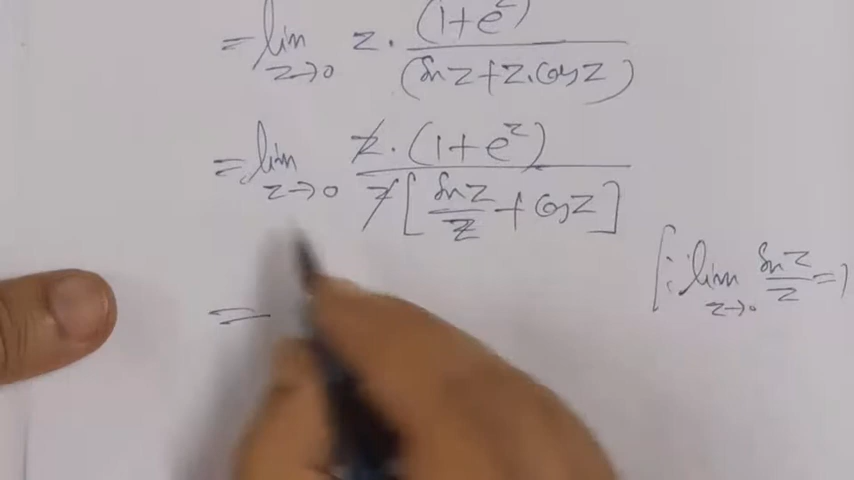 = lim z→0 z · (1+e^z) / (sin z + z.cos z)
= lim z→0 z · (1+e^z) / z [ sin z / z + cos z ]
[∵ lim z→0 sin z / z = 1
=